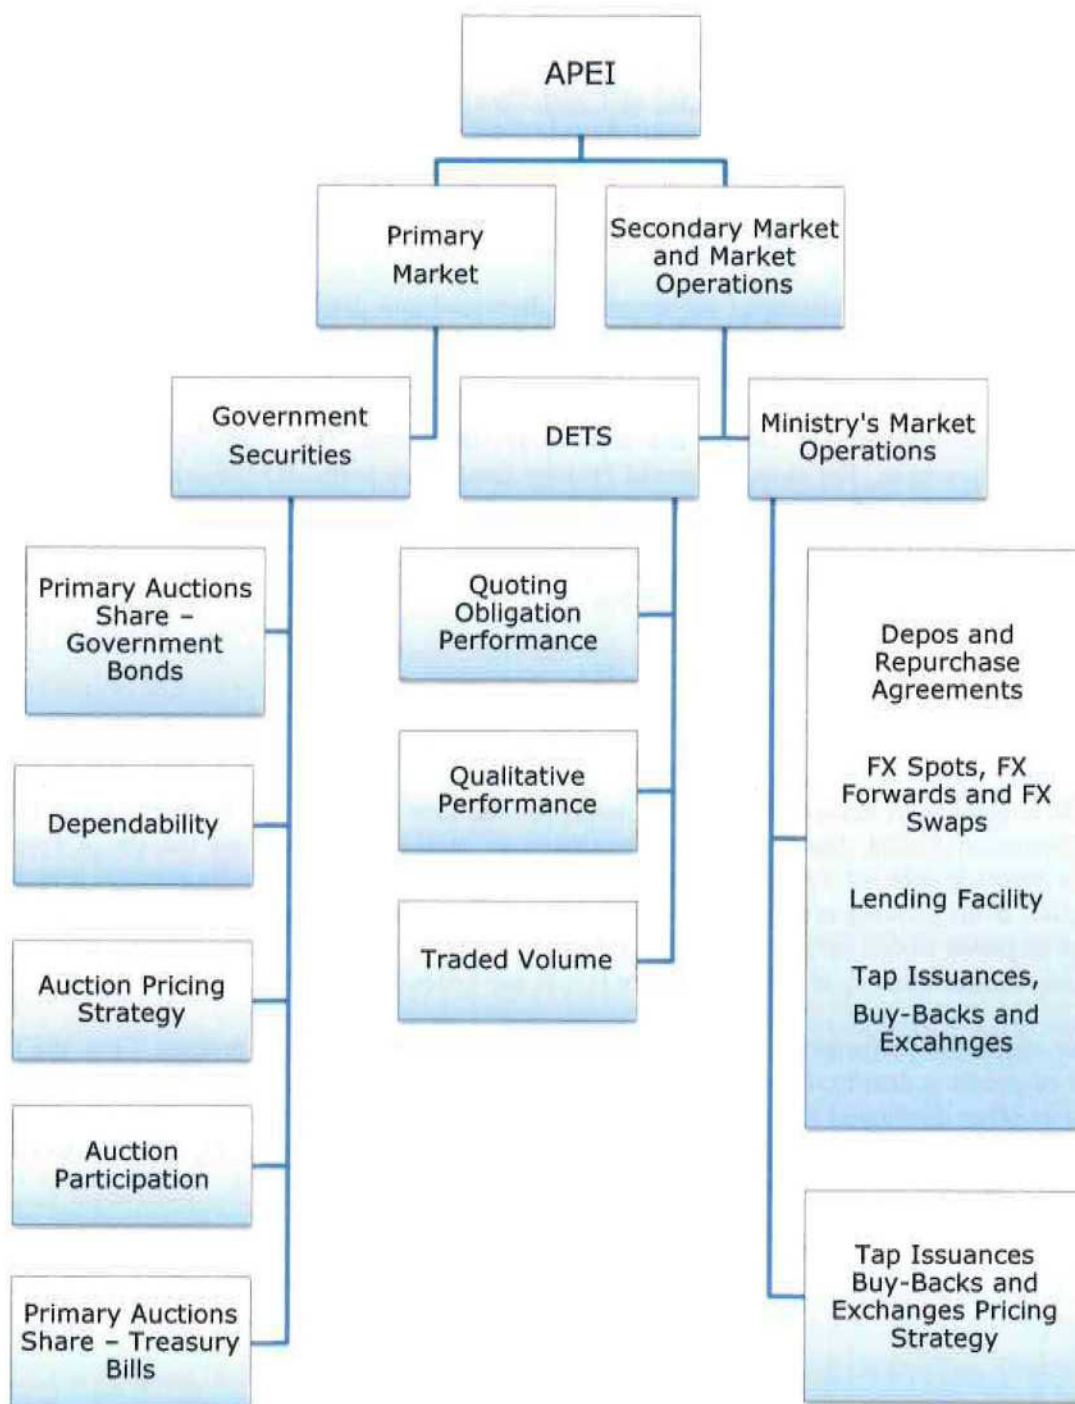 APEI
Primary
Market
Secondary Market
and Market
Operations
Government
Securities
DETS
Ministry's Market
Operations
Primary Auctions
Share –
Government
Bonds
Dependability
Auction Pricing
Strategy
Auction
Participation
Primary Auctions
Share – Treasury
Bills
Quoting
Obligation
Performance
Qualitative
Performance
Traded Volume
Depos and
Repurchase
Agreements
FX Spots, FX
Forwards and FX
Swaps
Lending Facility
Tap Issuances,
Buy-Backs and
Excahnges
Tap Issuances
Buy-Backs and
Exchanges Pricing
Strategy